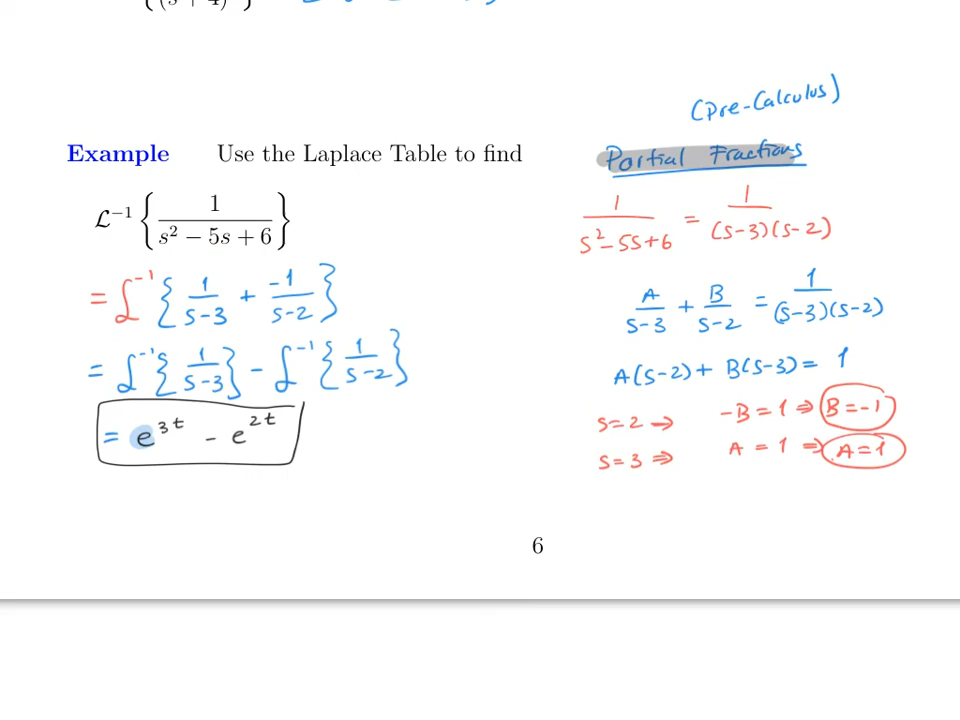 (s + 4)
(Pre-Calculus)
Example Use the Laplace Table to find
Partial Fractions
ℒ⁻¹ { 1 / (s² − 5s + 6) }
1 / (s² − 5s + 6) = 1 / ((s−3)(s−2))
= ℒ⁻¹ { 1/(s−3) + −1/(s−2) }
A/(s−3) + B/(s−2) = 1 / ((s−3)(s−2))
= ℒ⁻¹ { 1/(s−3) } − ℒ⁻¹ { 1/(s−2) }
A(s−2) + B(s−3) = 1
= e^{3t} − e^{2t}
s=2 → −B = 1 ⇒ B = −1
s=3 ⇒ A = 1 ⇒ A = 1
6